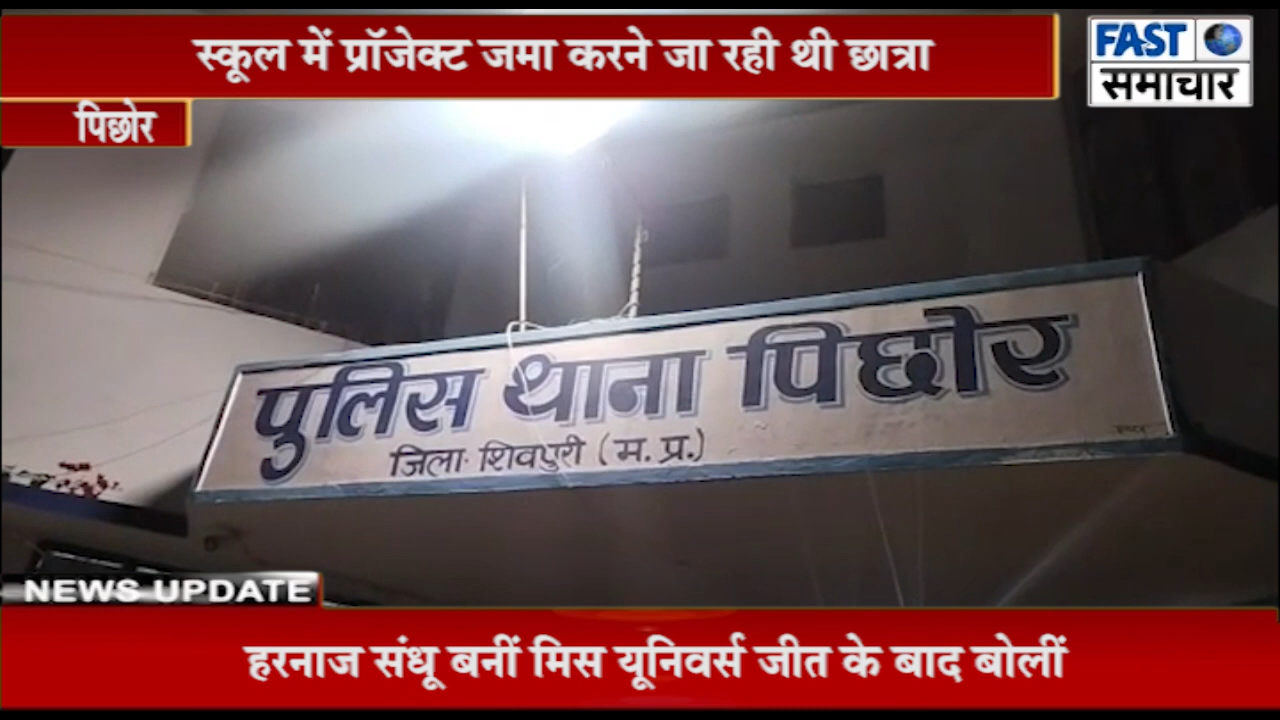 स्कूल में प्रॉजेक्ट जमा करने जा रही थी छात्रा
FAST
समाचार
पिछोर
पुलिस थाना पिछोर
जिला. शिवपुरी (म. प्र.)
NEWS UPDATE
हरनाज संधू बनीं मिस यूनिवर्स जीत के बाद बोलीं